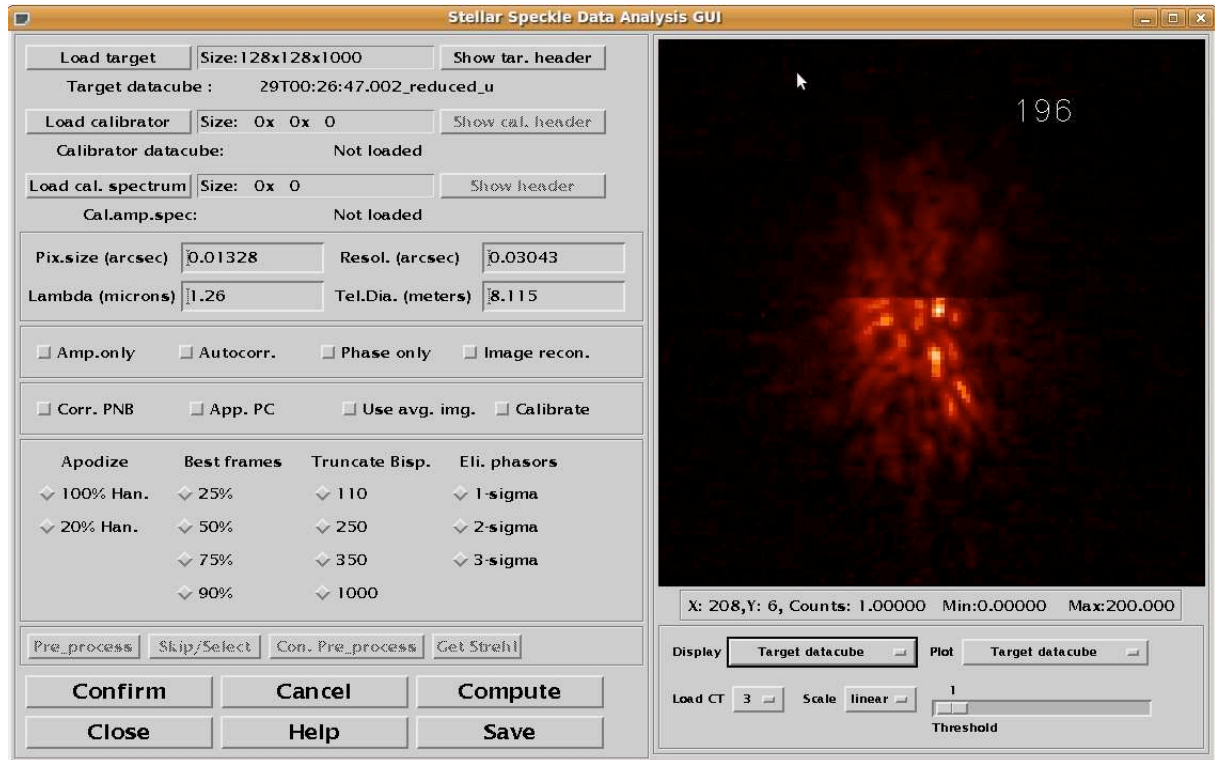 Stellar Speckle Data Analysis GUI
Load target Size:128x128x1000 Show tar. header
Target datacube : 29T00:26:47.002_reduced_u
Load calibrator Size: 0x 0x 0 Show cal. header
Calibrator datacube: Not loaded
Load cal. spectrum Size: 0x 0 Show header
Cal.amp.spec: Not loaded
Pix.size (arcsec) 0.01328 Resol. (arcsec) 0.03043
Lambda (microns) 1.26 Tel.Dia. (meters) 8.115
Amp.only Autocorr. Phase only Image recon.
Corr. PNB App. PC Use avg. img. Calibrate
Apodize Best frames Truncate Bisp. Eli. phasors
100% Han. 25% 110 1-sigma
20% Han. 50% 250 2-sigma
75% 350 3-sigma
90% 1000
Pre_process Skip/Select Con. Pre_process Get Strehl
Confirm Cancel Compute
Close Help Save
196
X: 208,Y: 6, Counts: 1.00000 Min:0.00000 Max:200.000
Display Target datacube Plot Target datacube
Load CT 3 Scale linear 1
Threshold